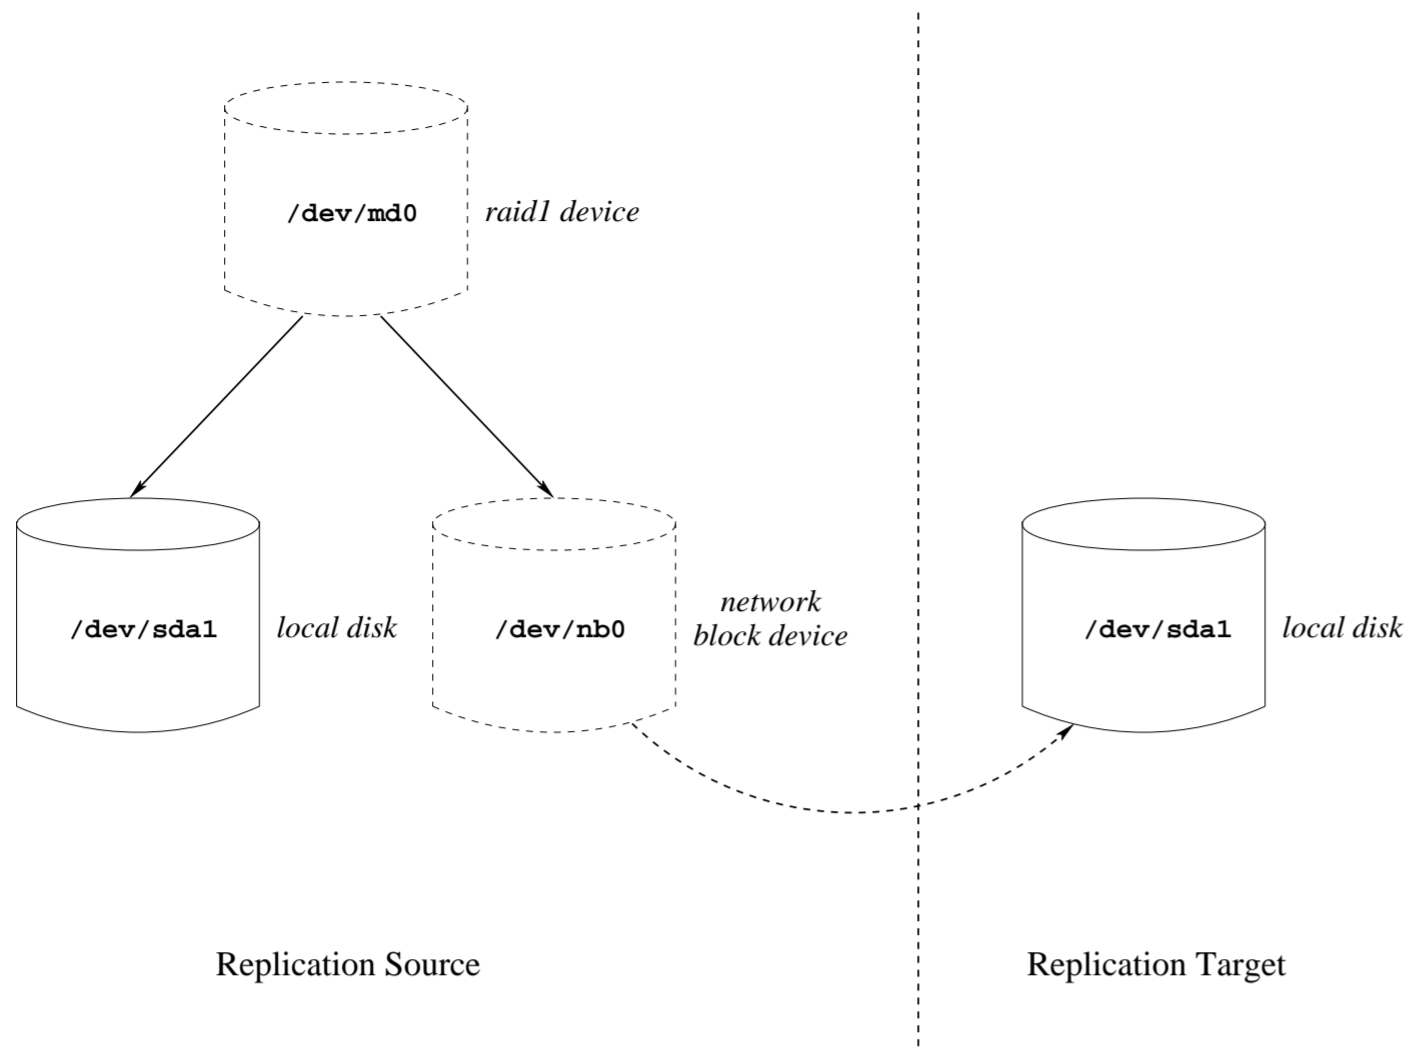 /dev/md0
raid1 device
/dev/sda1
local disk
/dev/nb0
network
block device
/dev/sda1
local disk
Replication Source
Replication Target